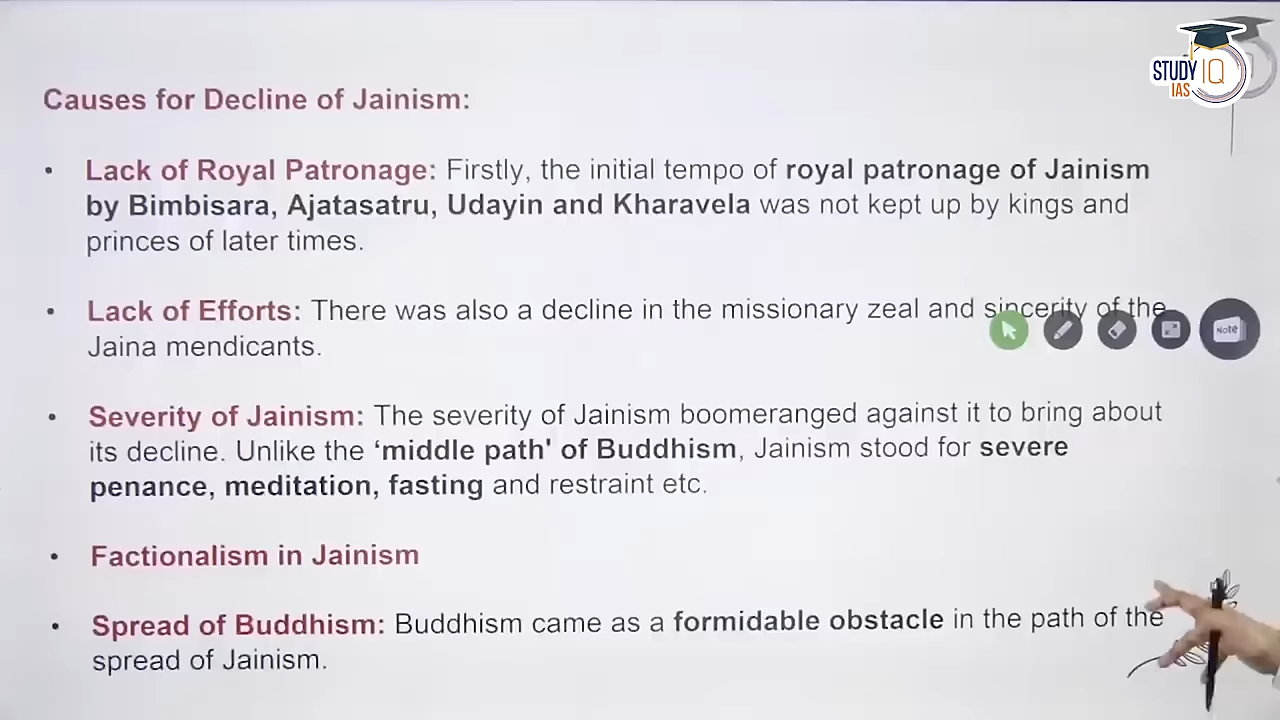 STUDY IQ
IAS
Causes for Decline of Jainism:
• Lack of Royal Patronage: Firstly, the initial tempo of royal patronage of Jainism
by Bimbisara, Ajatasatru, Udayin and Kharavela was not kept up by kings and
princes of later times.
• Lack of Efforts: There was also a decline in the missionary zeal and sincerity of the
Jaina mendicants.
Note
• Severity of Jainism: The severity of Jainism boomeranged against it to bring about
its decline. Unlike the ‘middle path' of Buddhism, Jainism stood for severe
penance, meditation, fasting and restraint etc.
• Factionalism in Jainism
• Spread of Buddhism: Buddhism came as a formidable obstacle in the path of the
spread of Jainism.